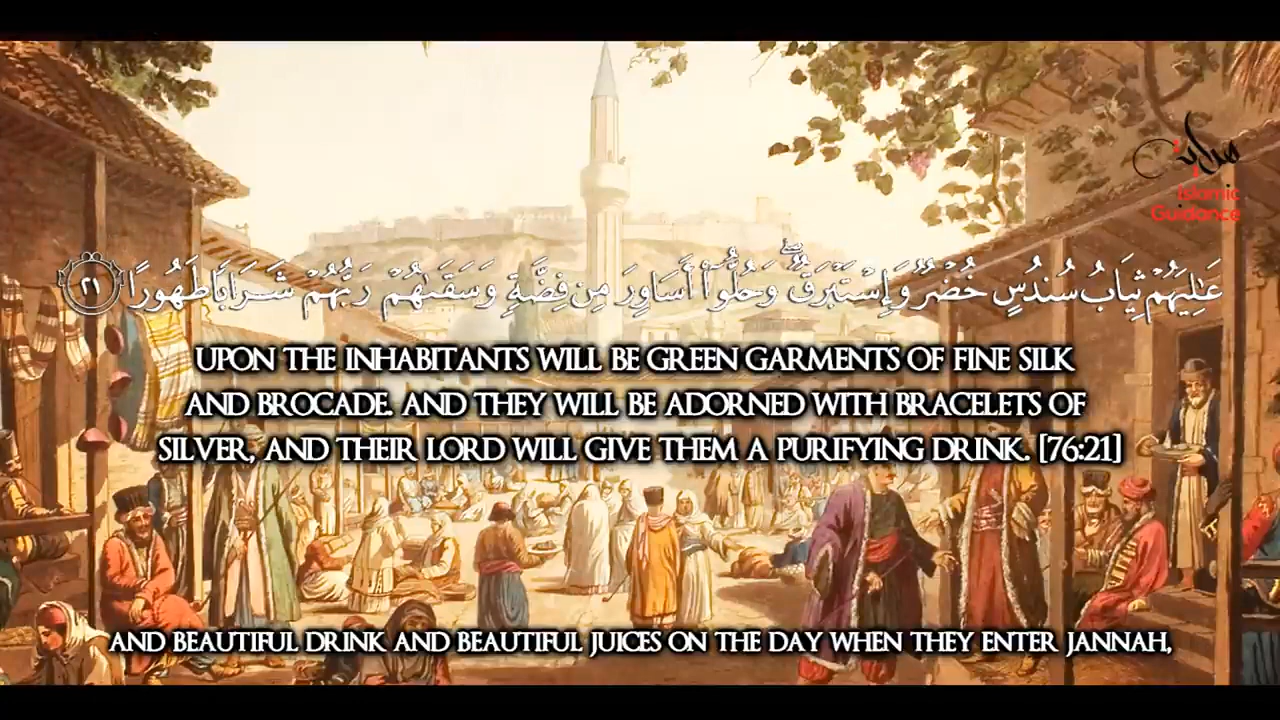 هداية
Islamic
Guidance
عَٰلِيَهُمْ ثِيَابُ سُندُسٍ خُضْرٌ وَإِسْتَبْرَقٌ ۖ وَحُلُّوٓا۟ أَسَاوِرَ مِن فِضَّةٍ وَسَقَىٰهُمْ رَبُّهُمْ شَرَابًا طَهُورًا ٢١
UPON THE INHABITANTS WILL BE GREEN GARMENTS OF FINE SILK
AND BROCADE. AND THEY WILL BE ADORNED WITH BRACELETS OF
SILVER, AND THEIR LORD WILL GIVE THEM A PURIFYING DRINK. [76:21]
AND BEAUTIFUL DRINK AND BEAUTIFUL JUICES ON THE DAY WHEN THEY ENTER JANNAH,